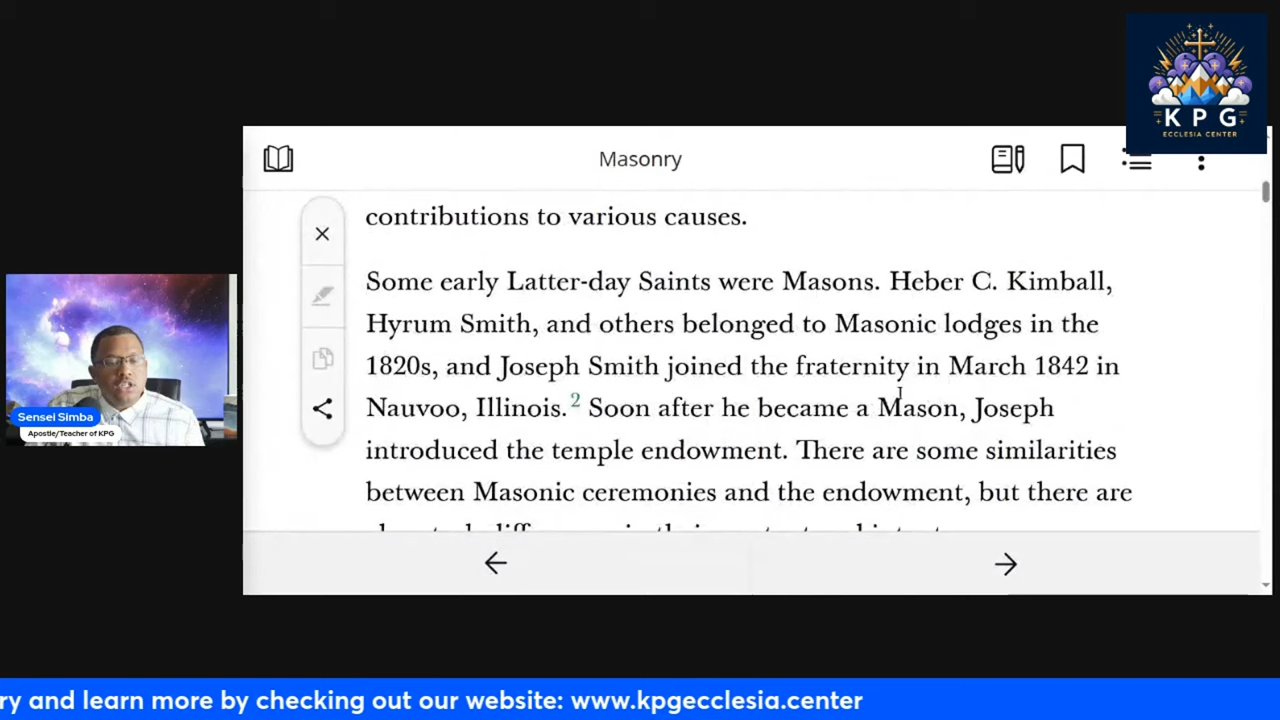 K P G
ECCLESIA CENTER
Masonry
contributions to various causes.
Some early Latter-day Saints were Masons. Heber C. Kimball,
Hyrum Smith, and others belonged to Masonic lodges in the
1820s, and Joseph Smith joined the fraternity in March 1842 in
Nauvoo, Illinois.2 Soon after he became a Mason, Joseph
introduced the temple endowment. There are some similarities
between Masonic ceremonies and the endowment, but there are
Sensei Simba
Apostle/Teacher of KPG
ry and learn more by checking out our website: www.kpgecclesia.center